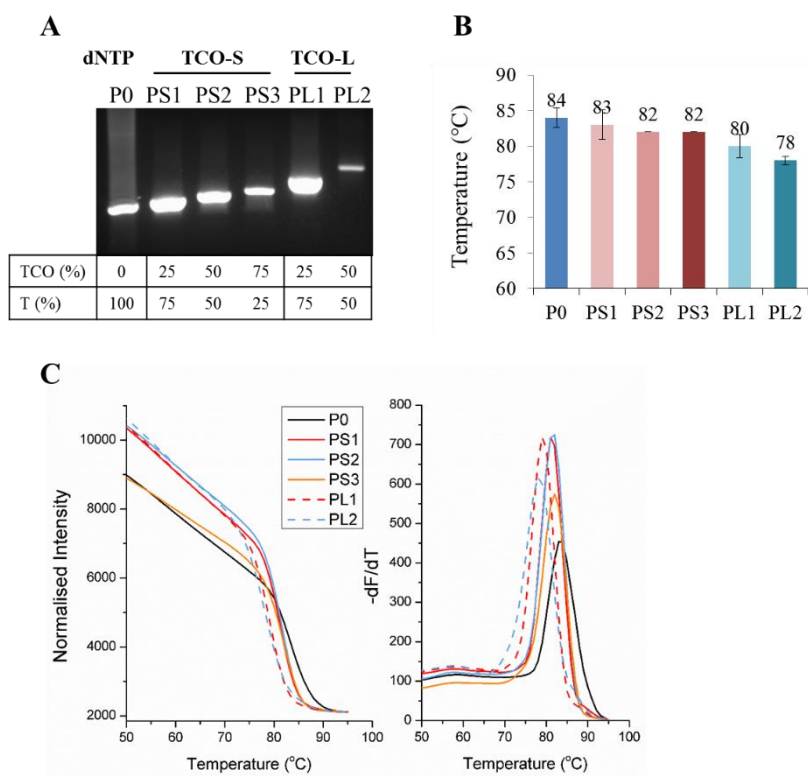 A
dNTP TCO-S TCO-L
P0 PS1 PS2 PS3 PL1 PL2
TCO (%) 0 25 50 75 25 50
T (%) 100 75 50 25 75 50
B
Temperature (°C)
90
85
80
75
70
65
60
84 83 82 82 80 78
P0 PS1 PS2 PS3 PL1 PL2
C
Normalised Intensity
10000
8000
6000
4000
2000
50 60 70 80 90 100
Temperature (°C)
P0
PS1
PS2
PS3
PL1
PL2
-dF/dT
800
700
600
500
400
300
200
100
0
50 60 70 80 90 100
Temperature (°C)